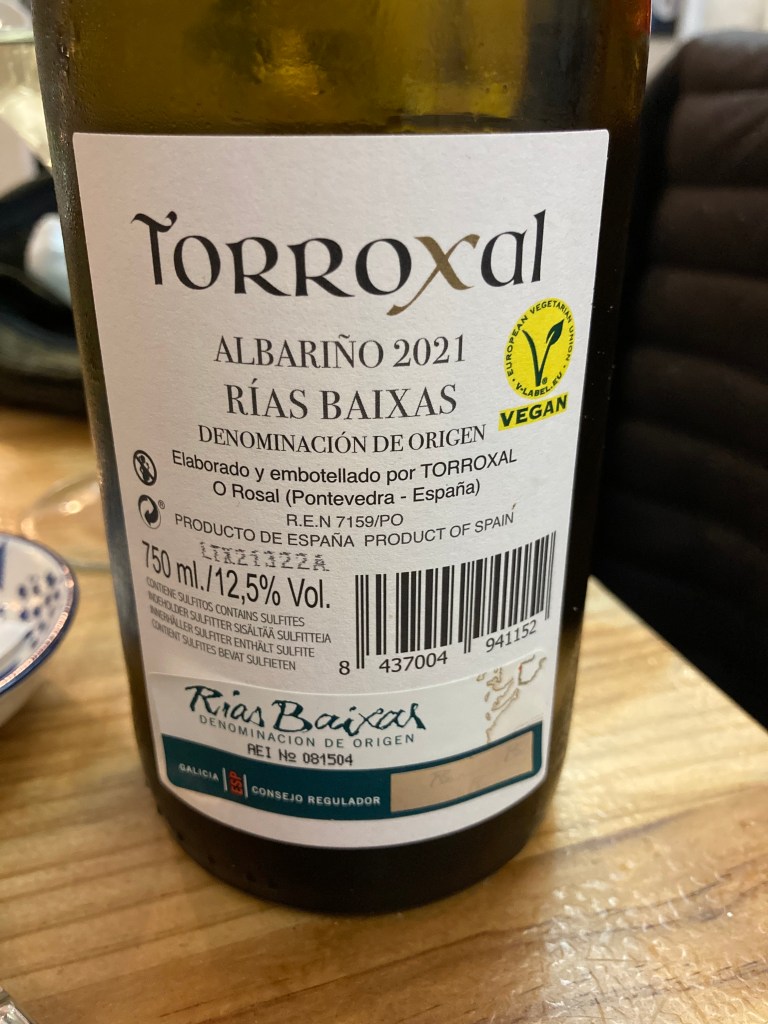 TORROXAL
ALBARIÑO 2021
RÍAS BAIXAS
DENOMINACIÓN DE ORIGEN
EUROPEAN VEGETARIAN UNION
V-LABEL.EU
VEGAN
Elaborado y embotellado por TORROXAL
O Rosal (Pontevedra - España)
R.E.N 7159/PO
PRODUCTO DE ESPAÑA PRODUCT OF SPAIN
750 ml./12,5% Vol.
CONTIENE SULFITOS CONTAINS SULFITES
INDEHOLDER SULFITTER SISÄLTÄÄ SULFIITTEJA
INNEHÅLLER SULFITER ENTHÄLT SULFITE
CONTIENT SULFITES BEVAT SULFIETEN
8 437004 941152
Rías Baixas
DENOMINACION DE ORIGEN
AEI Nº 081504
GALICIA ESP CONSEJO REGULADOR